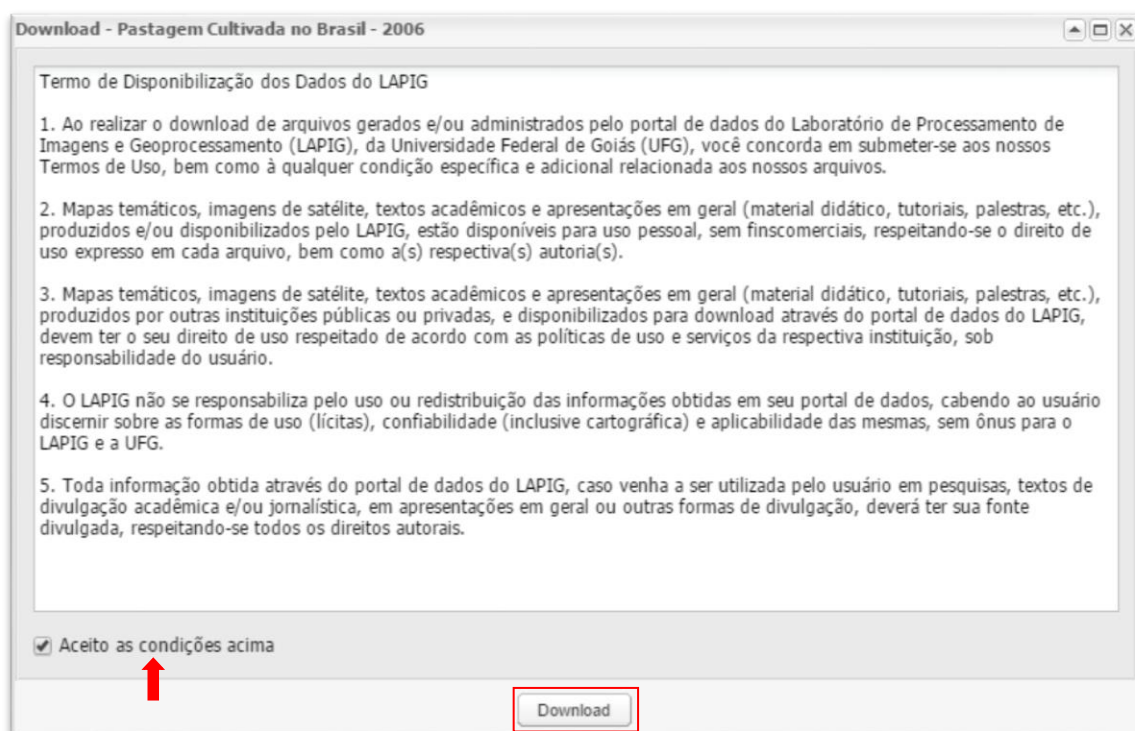 Download - Pastagem Cultivada no Brasil - 2006
Termo de Disponibilização dos Dados do LAPIG
1. Ao realizar o download de arquivos gerados e/ou administrados pelo portal de dados do Laboratório de Processamento de
Imagens e Geoprocessamento (LAPIG), da Universidade Federal de Goiás (UFG), você concorda em submeter-se aos nossos
Termos de Uso, bem como à qualquer condição específica e adicional relacionada aos nossos arquivos.
2. Mapas temáticos, imagens de satélite, textos acadêmicos e apresentações em geral (material didático, tutoriais, palestras, etc.),
produzidos e/ou disponibilizados pelo LAPIG, estão disponíveis para uso pessoal, sem finscomerciais, respeitando-se o direito de
uso expresso em cada arquivo, bem como a(s) respectiva(s) autoria(s).
3. Mapas temáticos, imagens de satélite, textos acadêmicos e apresentações em geral (material didático, tutoriais, palestras, etc.),
produzidos por outras instituições públicas ou privadas, e disponibilizados para download através do portal de dados do LAPIG,
devem ter o seu direito de uso respeitado de acordo com as políticas de uso e serviços da respectiva instituição, sob
responsabilidade do usuário.
4. O LAPIG não se responsabiliza pelo uso ou redistribuição das informações obtidas em seu portal de dados, cabendo ao usuário
discernir sobre as formas de uso (lícitas), confiabilidade (inclusive cartográfica) e aplicabilidade das mesmas, sem ônus para o
LAPIG e a UFG.
5. Toda informação obtida através do portal de dados do LAPIG, caso venha a ser utilizada pelo usuário em pesquisas, textos de
divulgação acadêmica e/ou jornalística, em apresentações em geral ou outras formas de divulgação, deverá ter sua fonte
divulgada, respeitando-se todos os direitos autorais.
Aceito as condições acima
Download